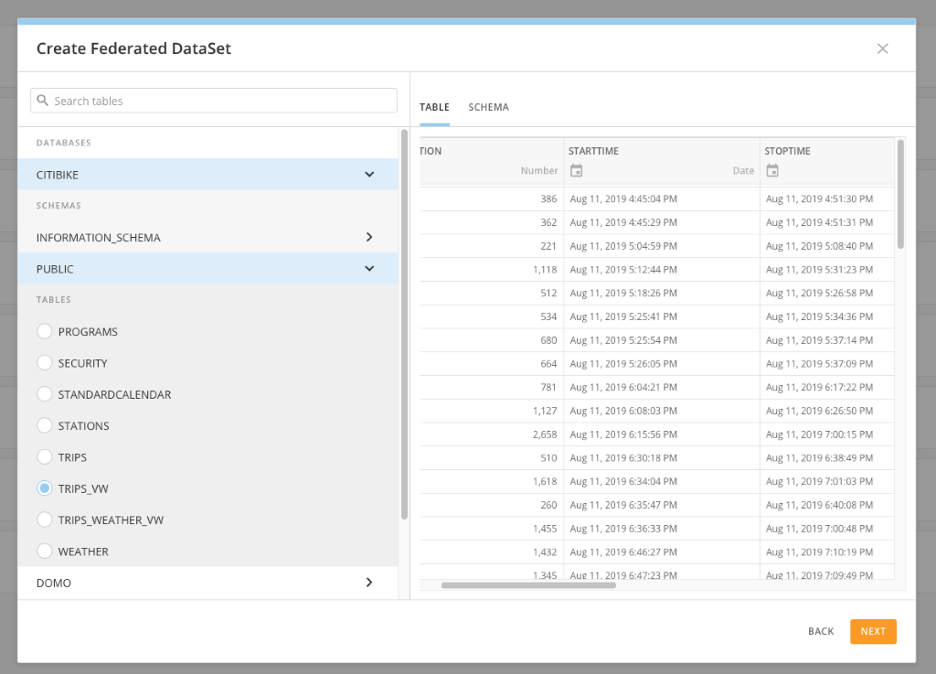 Create Federated DataSet
Search tables
DATABASES
CITIBIKE
SCHEMAS
INFORMATION_SCHEMA
PUBLIC
TABLES
PROGRAMS
SECURITY
STANDARDCALENDAR
STATIONS
TRIPS
TRIPS_VW
TRIPS_WEATHER_VW
WEATHER
DOMO
TABLE SCHEMA
TION STARTTIME STOPTIME
Number Date
386 Aug 11, 2019 4:45:04 PM Aug 11, 2019 4:51:30 PM
362 Aug 11, 2019 4:45:29 PM Aug 11, 2019 4:51:31 PM
221 Aug 11, 2019 5:04:59 PM Aug 11, 2019 5:08:40 PM
1,118 Aug 11, 2019 5:12:44 PM Aug 11, 2019 5:31:23 PM
512 Aug 11, 2019 5:18:26 PM Aug 11, 2019 5:26:58 PM
534 Aug 11, 2019 5:25:41 PM Aug 11, 2019 5:34:36 PM
680 Aug 11, 2019 5:25:54 PM Aug 11, 2019 5:37:14 PM
664 Aug 11, 2019 5:26:05 PM Aug 11, 2019 5:37:09 PM
781 Aug 11, 2019 6:04:21 PM Aug 11, 2019 6:17:22 PM
1,127 Aug 11, 2019 6:08:03 PM Aug 11, 2019 6:26:50 PM
2,658 Aug 11, 2019 6:15:56 PM Aug 11, 2019 7:00:15 PM
510 Aug 11, 2019 6:30:18 PM Aug 11, 2019 6:38:49 PM
1,618 Aug 11, 2019 6:34:04 PM Aug 11, 2019 7:01:03 PM
260 Aug 11, 2019 6:35:47 PM Aug 11, 2019 6:40:08 PM
1,455 Aug 11, 2019 6:36:33 PM Aug 11, 2019 7:00:48 PM
1,432 Aug 11, 2019 6:46:27 PM Aug 11, 2019 7:10:19 PM
1,345 Aug 11, 2019 6:47:23 PM Aug 11, 2019 7:09:49 PM
BACK NEXT